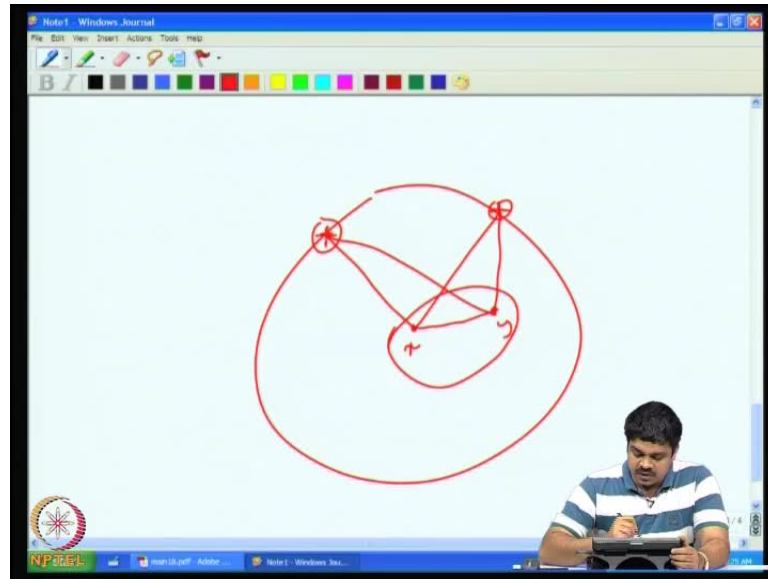 Note1 - Windows Journal
File Edit View Insert Actions Tools Help
B I
x
y
NPTEL
Note1 - Windows Jou...